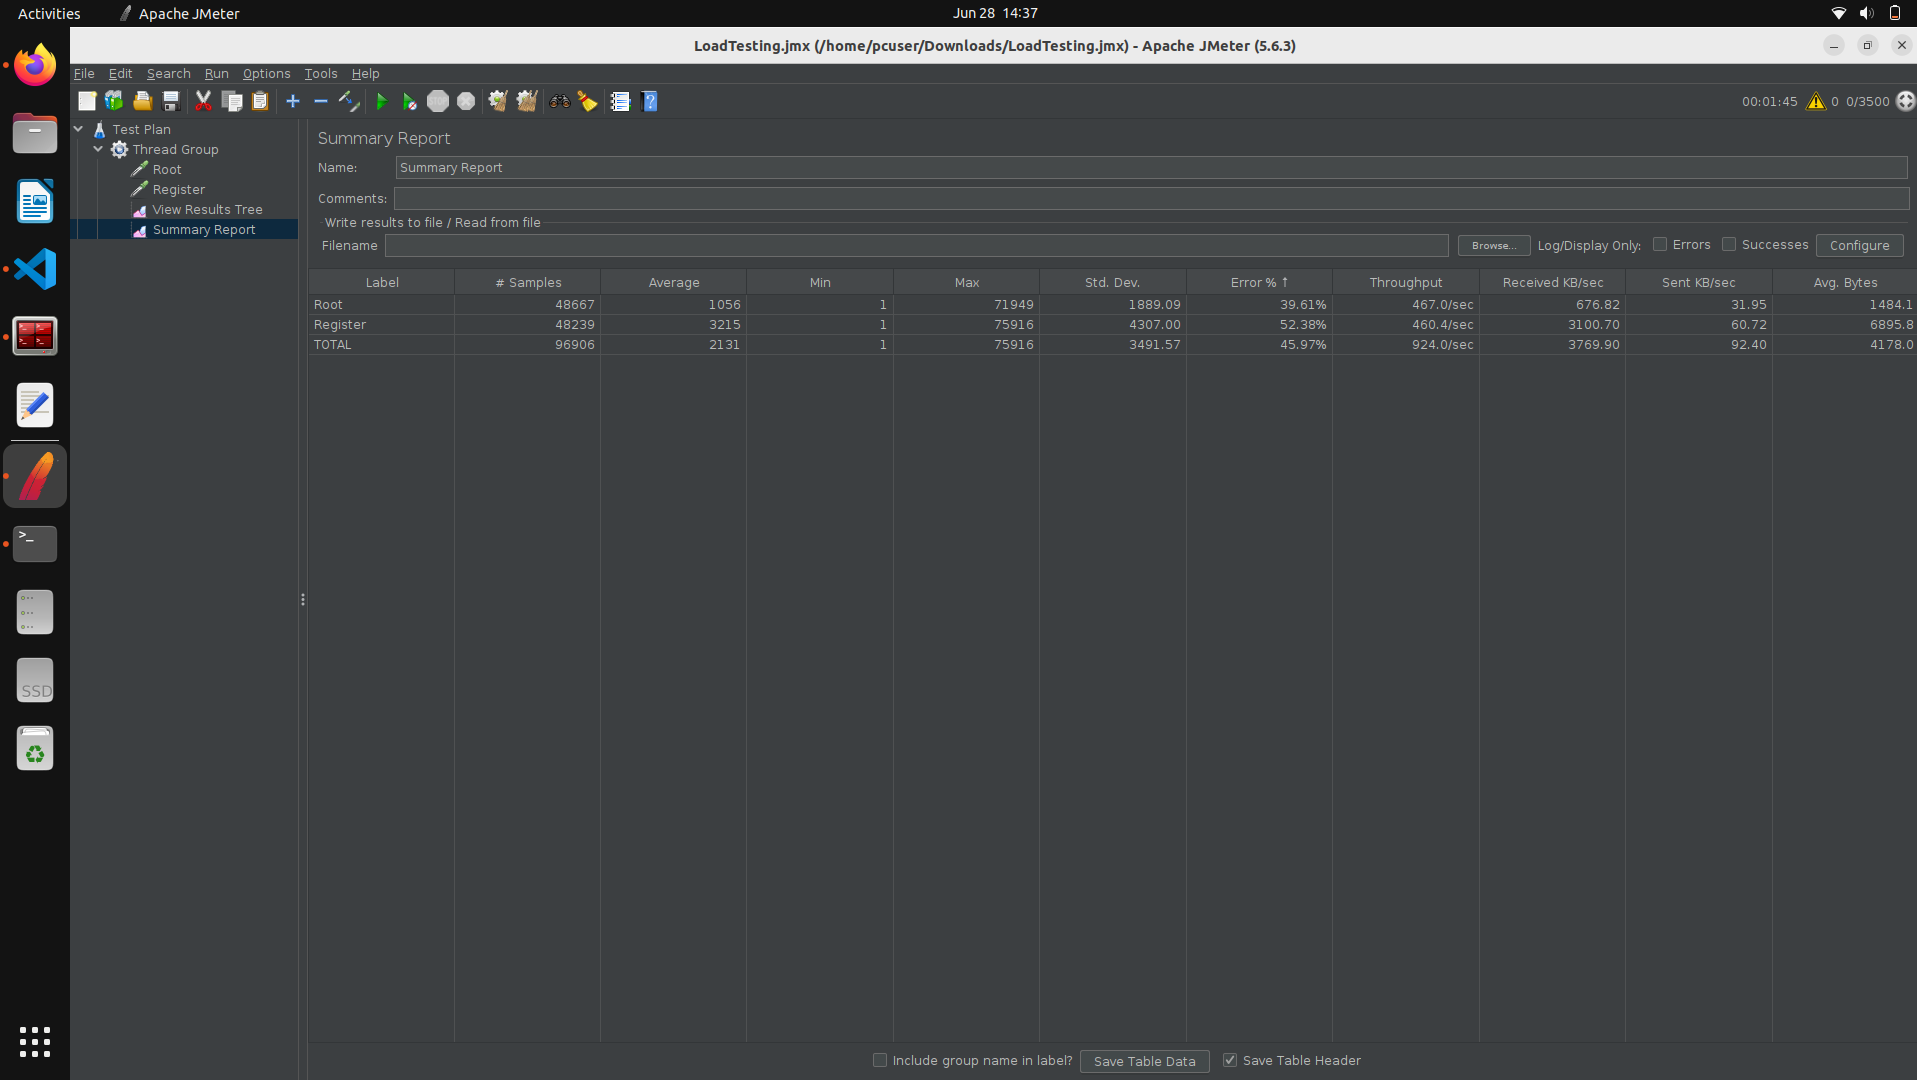 Activities Apache JMeter Jun 28 14:37
LoadTesting.jmx (/home/pcuser/Downloads/LoadTesting.jmx) - Apache JMeter (5.6.3)
File Edit Search Run Options Tools Help
STOP 00:01:45 0 0/3500
Test Plan
Thread Group
Root
Register
View Results Tree
Summary Report
Summary Report
Name: Summary Report
Comments:
Write results to file / Read from file
Filename Browse... Log/Display Only: Errors Successes Configure
Label # Samples Average Min Max Std. Dev. Error % ↑ Throughput Received KB/sec Sent KB/sec Avg. Bytes
Root 48667 1056 1 71949 1889.09 39.61% 467.0/sec 676.82 31.95 1484.1
Register 48239 3215 1 75916 4307.00 52.38% 460.4/sec 3100.70 60.72 6895.8
TOTAL 96906 2131 1 75916 3491.57 45.97% 924.0/sec 3769.90 92.40 4178.0
>_
SSD
Include group name in label? Save Table Data Save Table Header